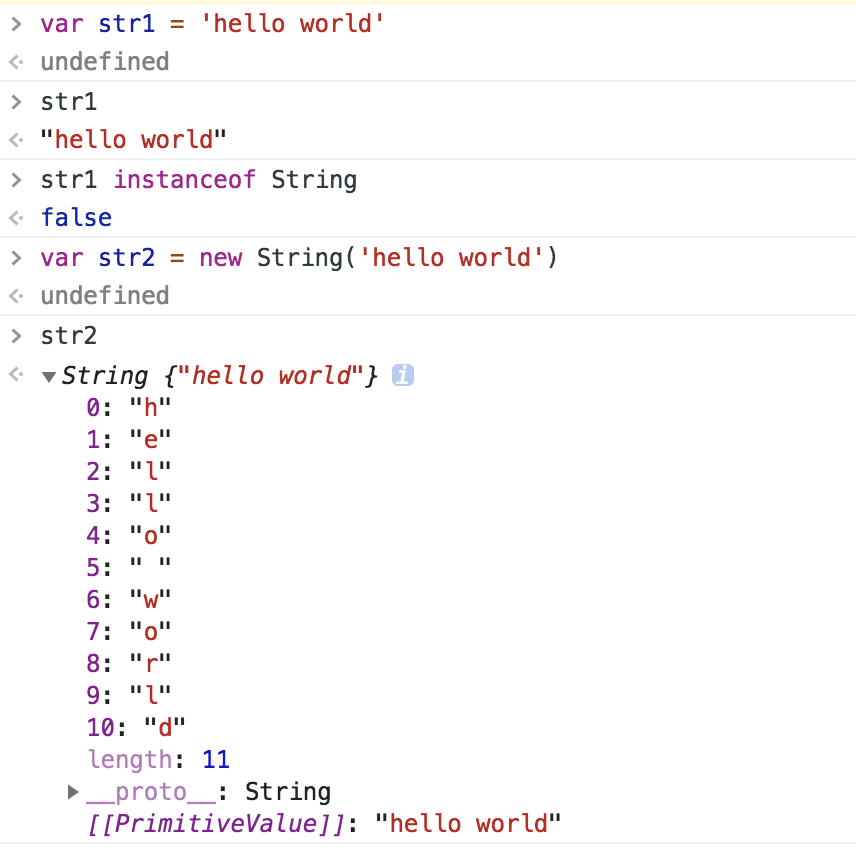 > var str1 = 'hello world'
undefined
> str1
"hello world"
> str1 instanceof String
false
> var str2 = new String('hello world')
undefined
> str2
String {"hello world"} i
0: "h"
1: "e"
2: "l"
3: "l"
4: "o"
5: " "
6: "w"
7: "o"
8: "r"
9: "l"
10: "d"
length: 11
__proto__: String
[[PrimitiveValue]]: "hello world"